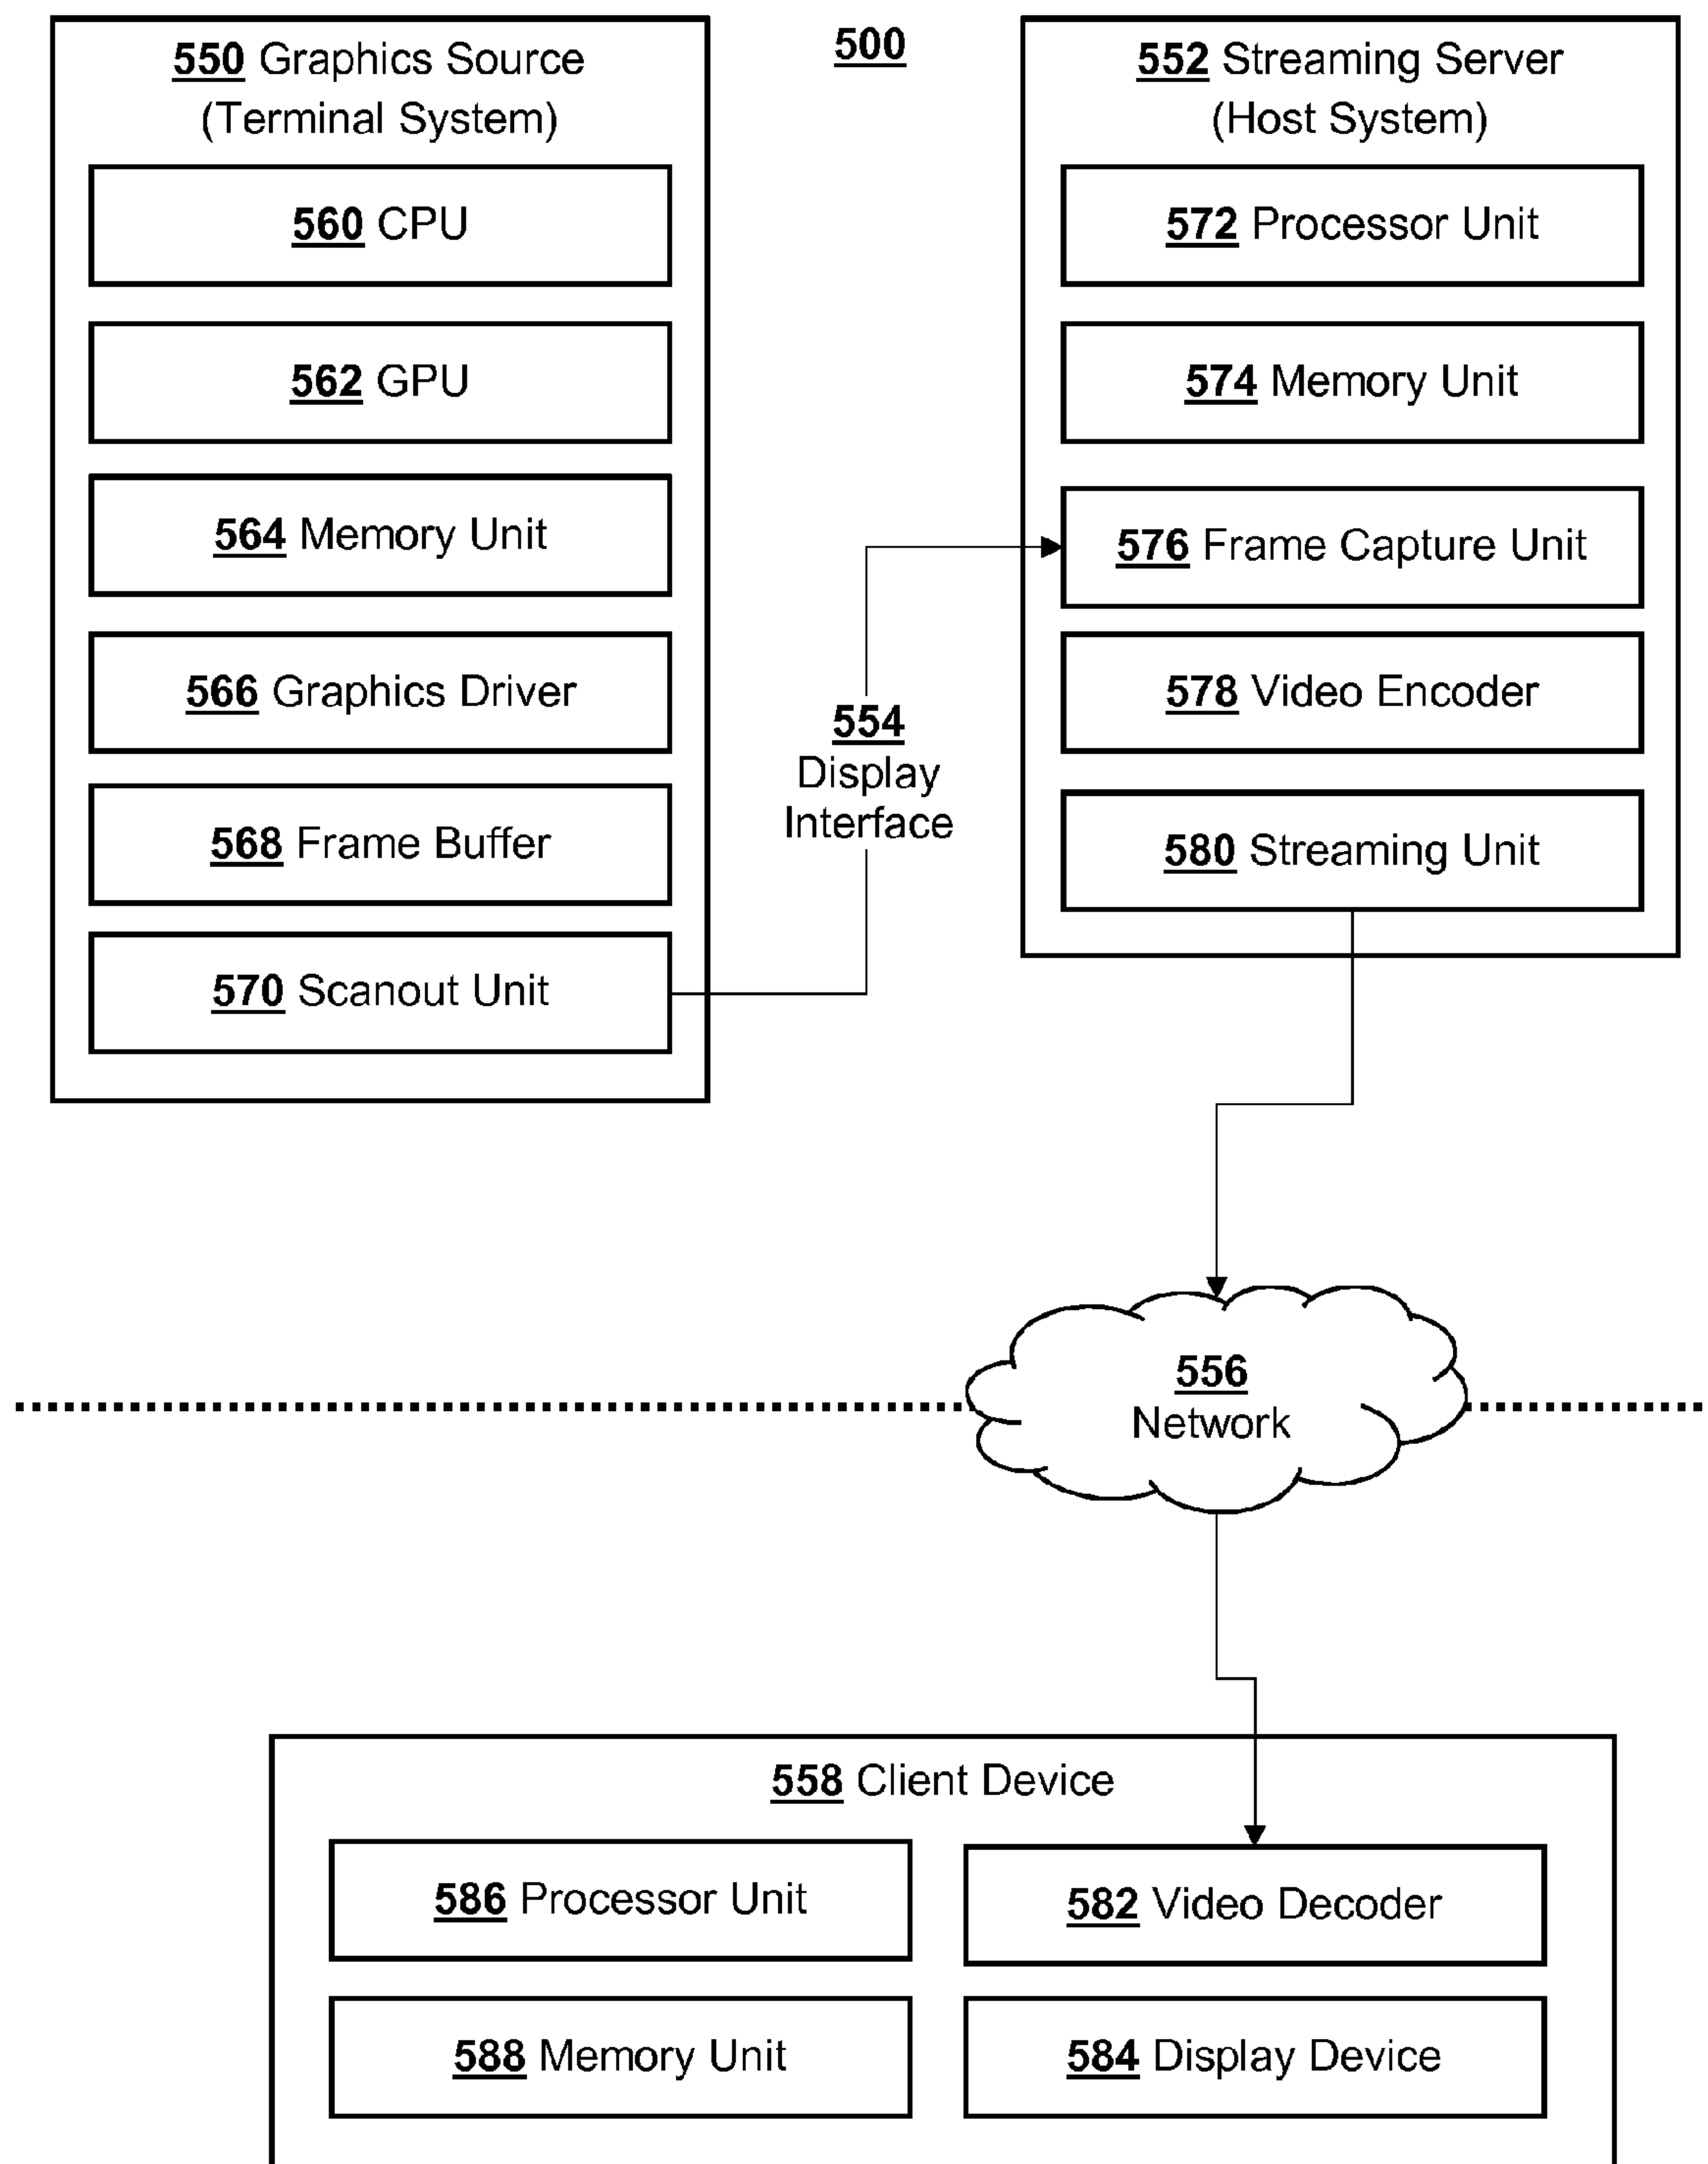 550 Graphics Source
(Terminal System)
560 CPU
562 GPU
564 Memory Unit
566 Graphics Driver
568 Frame Buffer
570 Scanout Unit
500
554
Display
Interface
552 Streaming Server
(Host System)
572 Processor Unit
574 Memory Unit
576 Frame Capture Unit
578 Video Encoder
580 Streaming Unit
556
Network
558 Client Device
586 Processor Unit
582 Video Decoder
588 Memory Unit
584 Display Device